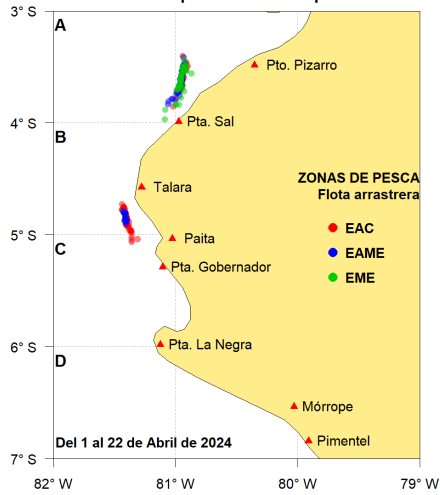 3° S
A
Pto. Pizarro
4° S
Pta. Sal
B
ZONAS DE PESCA
Talara
Flota arrastrera
EAC
5° S
Paita
EAME
C
Pta. Gobernador
EME
6° S
Pta. La Negra
D
Mórrope
Del 1 al 22 de Abril de 2024
Pimentel
7° S
82° W
81° W
80° W
79° W